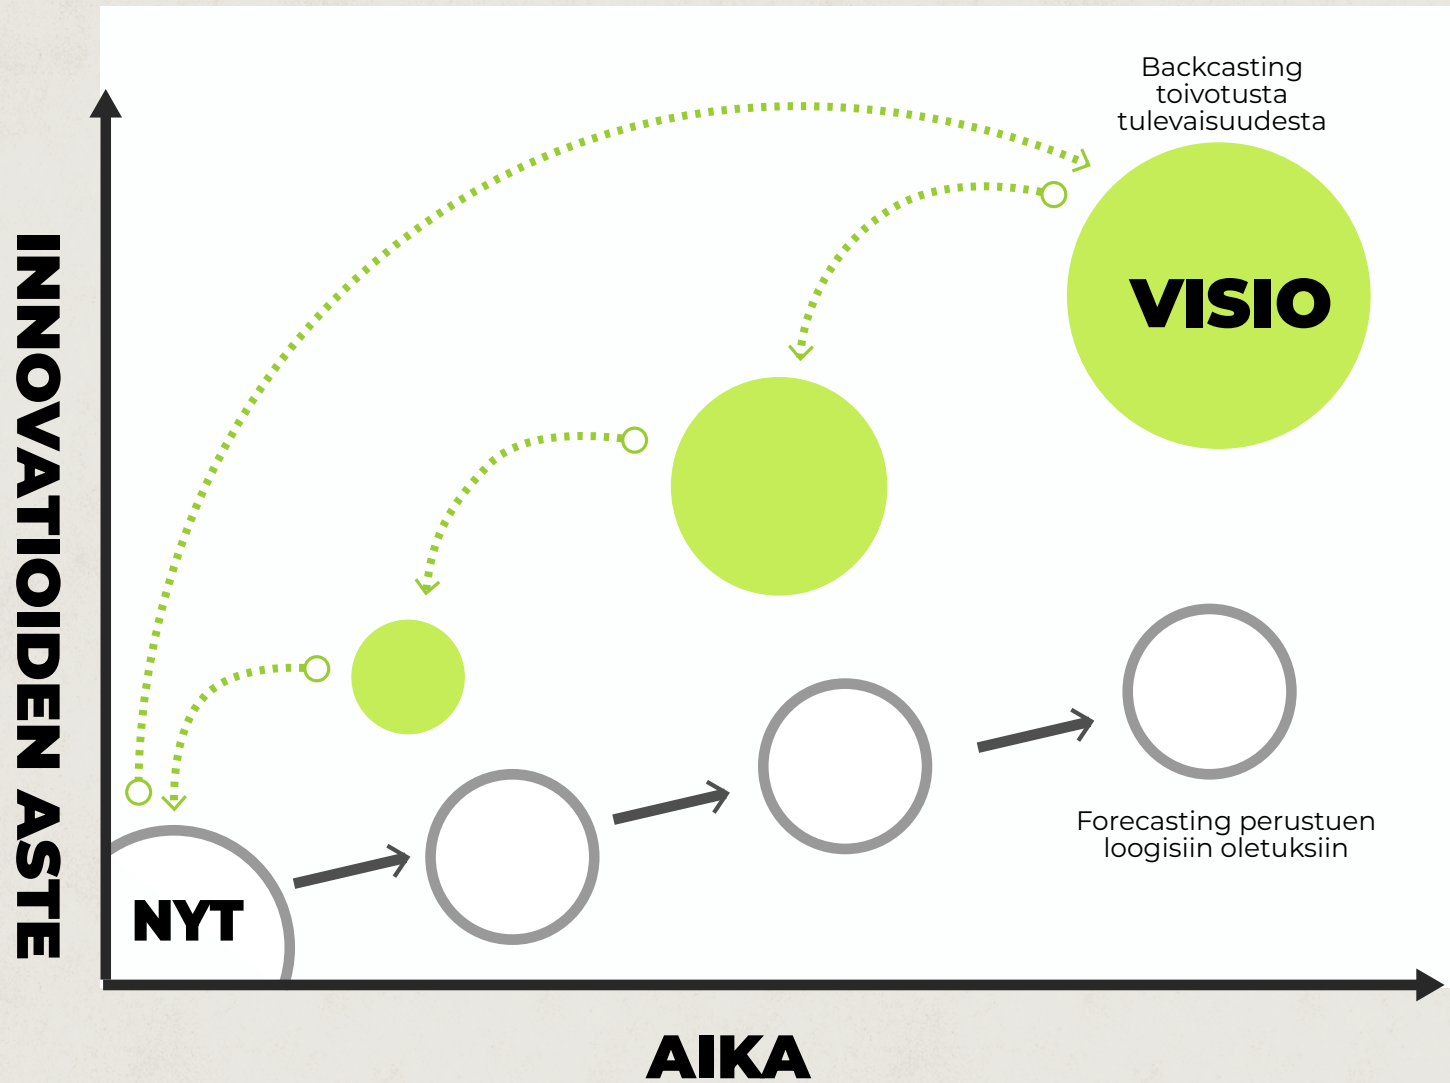 Backcasting
toivotusta
tulevaisuudesta
VISIO
INNOVATIOIDEN ASTE
Forecasting perustuen
loogisiin oletuksiin
NYT
AIKA